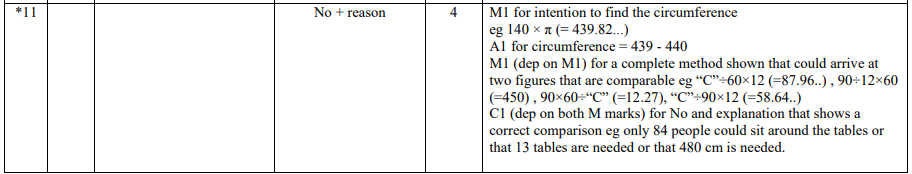 *11 No + reason 4 M1 for intention to find the circumference
eg 140 × π (= 439.82...)
A1 for circumference = 439 - 440
M1 (dep on M1) for a complete method shown that could arrive at
two figures that are comparable eg “C”÷60×12 (=87.96..) , 90÷12×60
(=450) , 90×60÷“C” (=12.27), “C”÷90×12 (=58.64..)
C1 (dep on both M marks) for No and explanation that shows a
correct comparison eg only 84 people could sit around the tables or
that 13 tables are needed or that 480 cm is needed.